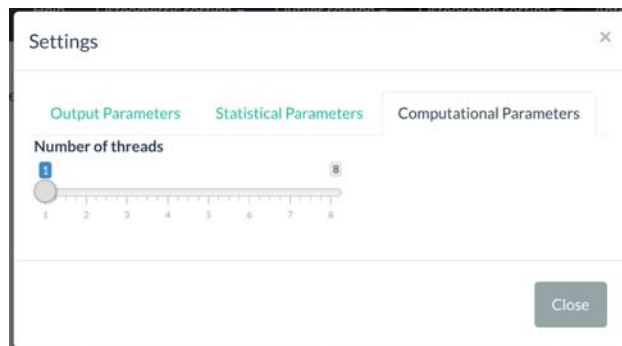 Settings
×
Output Parameters Statistical Parameters Computational Parameters
Number of threads
1 8
1 2 3 4 5 6 7 8
Close